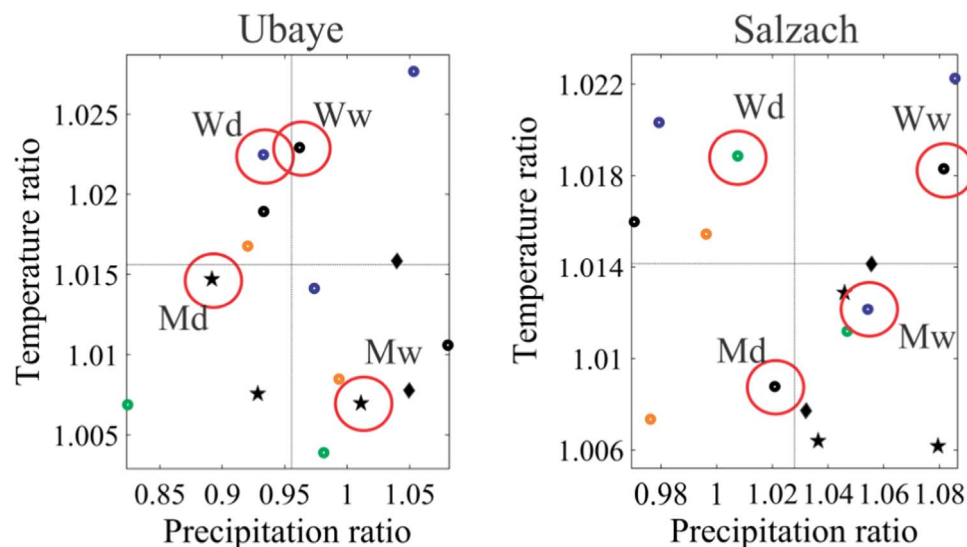 Ubaye
Temperature ratio
1.025
1.02
1.015
1.01
1.005
Wd
Ww
Md
Mw
0.85 0.9 0.95 1 1.05
Precipitation ratio
Salzach
Temperature ratio
1.022
1.018
1.014
1.01
1.006
Wd
Ww
Md
Mw
0.98 1 1.02 1.04 1.06 1.08
Precipitation ratio